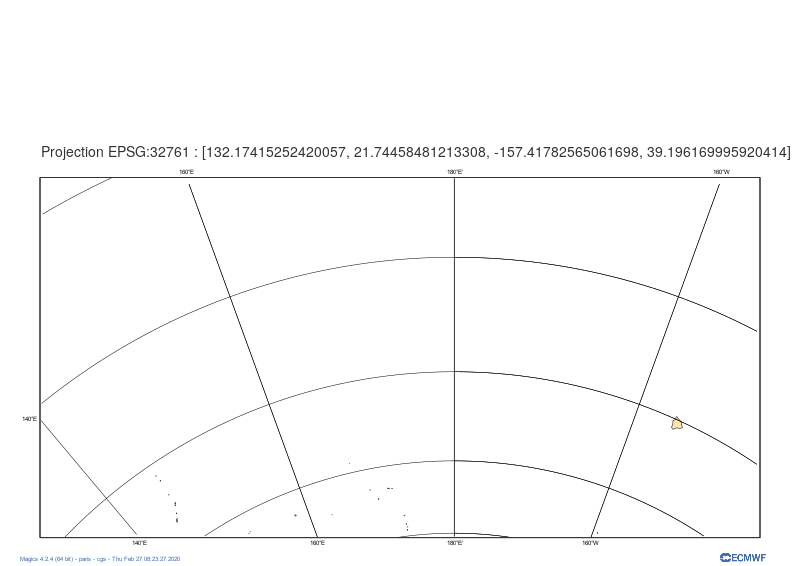 Projection EPSG:32761 : [132.17415252420057, 21.74458481213308, -157.41782565061698, 39.196169995920414]
160°E 180°E' 160°W
140°E
140°E 160°E 180°E' 160°W
Magics 4.2.4 (64 bit) - paris - cgs - Thu Feb 27 08:23:27 2020
ECMWF